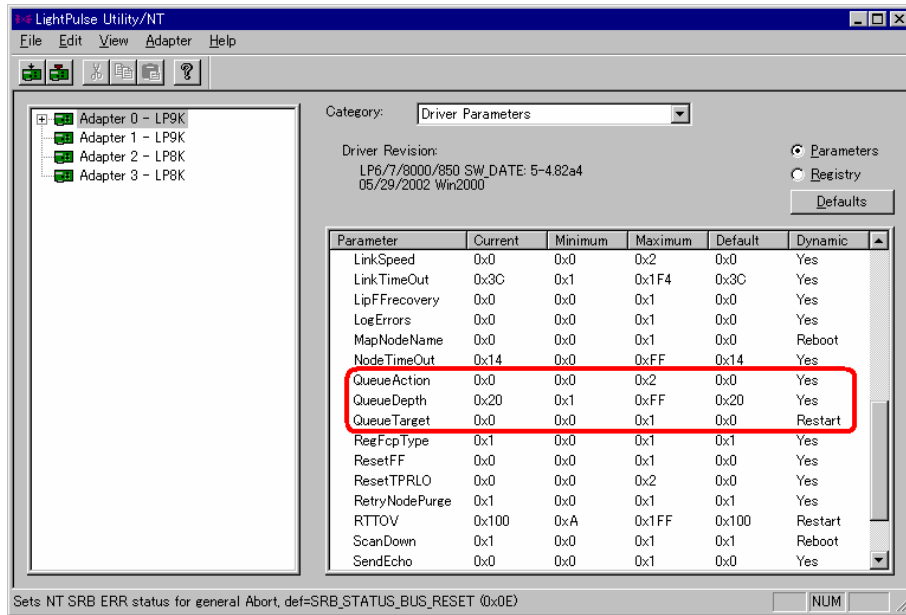 LightPulse Utility/NT
File Edit View Adapter Help
Adapter 0 - LP9K
Adapter 1 - LP9K
Adapter 2 - LP8K
Adapter 3 - LP8K
Category: Driver Parameters
Driver Revision:
LP6/7/8000/850 SW_DATE: 5-4.82a4
05/29/2002 Win2000
Parameters
Registry
Defaults
Parameter Current Minimum Maximum Default Dynamic
LinkSpeed 0x0 0x0 0x2 0x0 Yes
LinkTimeOut 0x3C 0x1 0x1F4 0x3C Yes
LipFFrecovery 0x0 0x0 0x1 0x0 Yes
LogErrors 0x0 0x0 0x1 0x0 Yes
MapNodeName 0x0 0x0 0x1 0x0 Reboot
NodeTimeOut 0x14 0x0 0xFF 0x14 Yes
QueueAction 0x0 0x0 0x2 0x0 Yes
QueueDepth 0x20 0x1 0xFF 0x20 Yes
QueueTarget 0x0 0x0 0x1 0x0 Restart
RegFcpType 0x1 0x0 0x1 0x1 Yes
ResetFF 0x0 0x0 0x1 0x0 Yes
ResetTPRLO 0x0 0x0 0x2 0x0 Yes
RetryNodePurge 0x1 0x0 0x1 0x1 Yes
RTTOV 0x100 0xA 0x1FF 0x100 Restart
ScanDown 0x1 0x0 0x1 0x1 Reboot
SendEcho 0x0 0x0 0x1 0x0 Yes
Sets NT SRB ERR status for general Abort, def=SRB_STATUS_BUS_RESET (0x0E)
NUM